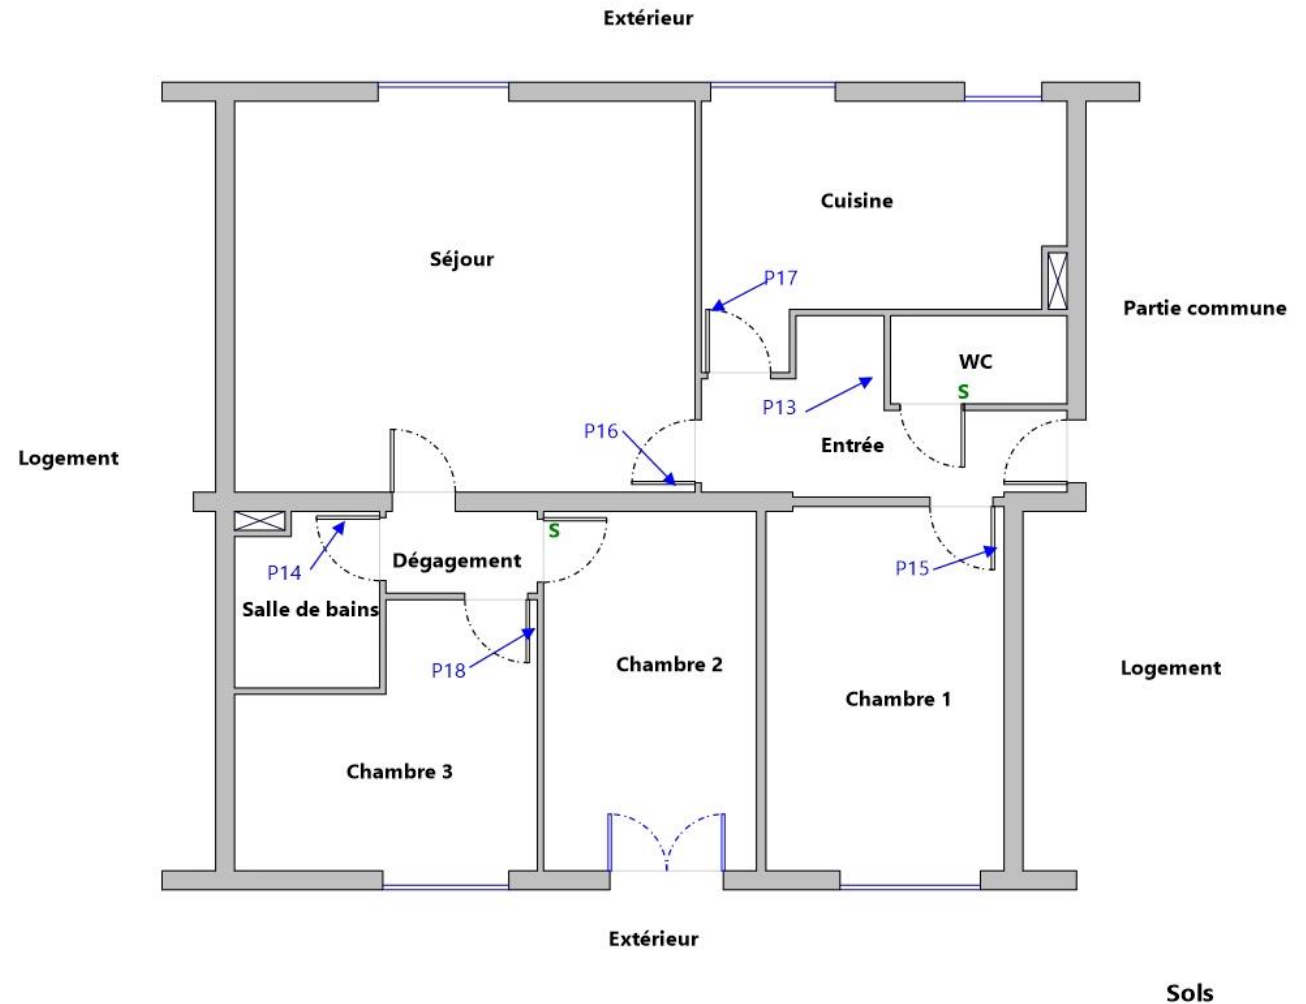 Extérieur
Cuisine
Séjour
P17
Partie commune
WC
S
P13
P16
Entrée
Logement
S
Dégagement
P14
P15
Salle de bains
Chambre 2
P18
Logement
Chambre 1
Chambre 3
Extérieur
Sols